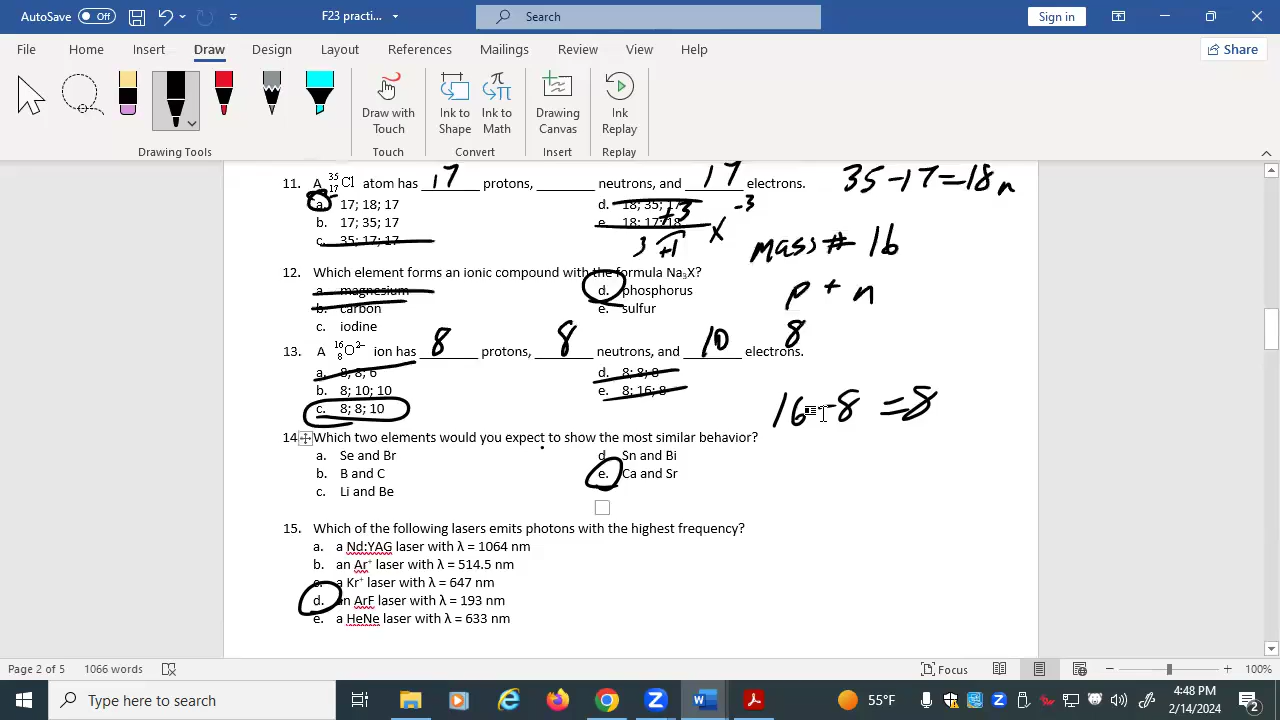 AutoSave Off F23 practi... Search Sign in
File Home Insert Draw Design Layout References Mailings Review View Help Share
Draw with Touch Ink to Shape Ink to Math Drawing Canvas Ink Replay
Drawing Tools Touch Convert Insert Replay
11. A 35 17 Cl atom has 17 protons, ________ neutrons, and 17 electrons. 35-17=18n
a. 17; 18; 17 d. 18; 35; 17
b. 17; 35; 17 e. 18; 17; 18
c. 35; 17; 17
+3 -3
3 +1 X
mass # 16
12. Which element forms an ionic compound with the formula Na3X?
a. magnesium d. phosphorus
b. carbon e. sulfur
c. iodine
p + n
8
13. A 16 8 O 2− ion has 8 protons, 8 neutrons, and 10 electrons.
a. 8; 8; 6 d. 8; 8; 8
b. 8; 10; 10 e. 8; 16; 8
c. 8; 8; 10
16-8 =8
14. Which two elements would you expect to show the most similar behavior?
a. Se and Br d. Sn and Bi
b. B and C e. Ca and Sr
c. Li and Be
15. Which of the following lasers emits photons with the highest frequency?
a. a Nd:YAG laser with λ = 1064 nm
b. an Ar+ laser with λ = 514.5 nm
c. a Kr+ laser with λ = 647 nm
d. an ArF laser with λ = 193 nm
e. a HeNe laser with λ = 633 nm
Page 2 of 5 1066 words Focus 100%
Type here to search 55°F 4:48 PM
2/14/2024 2